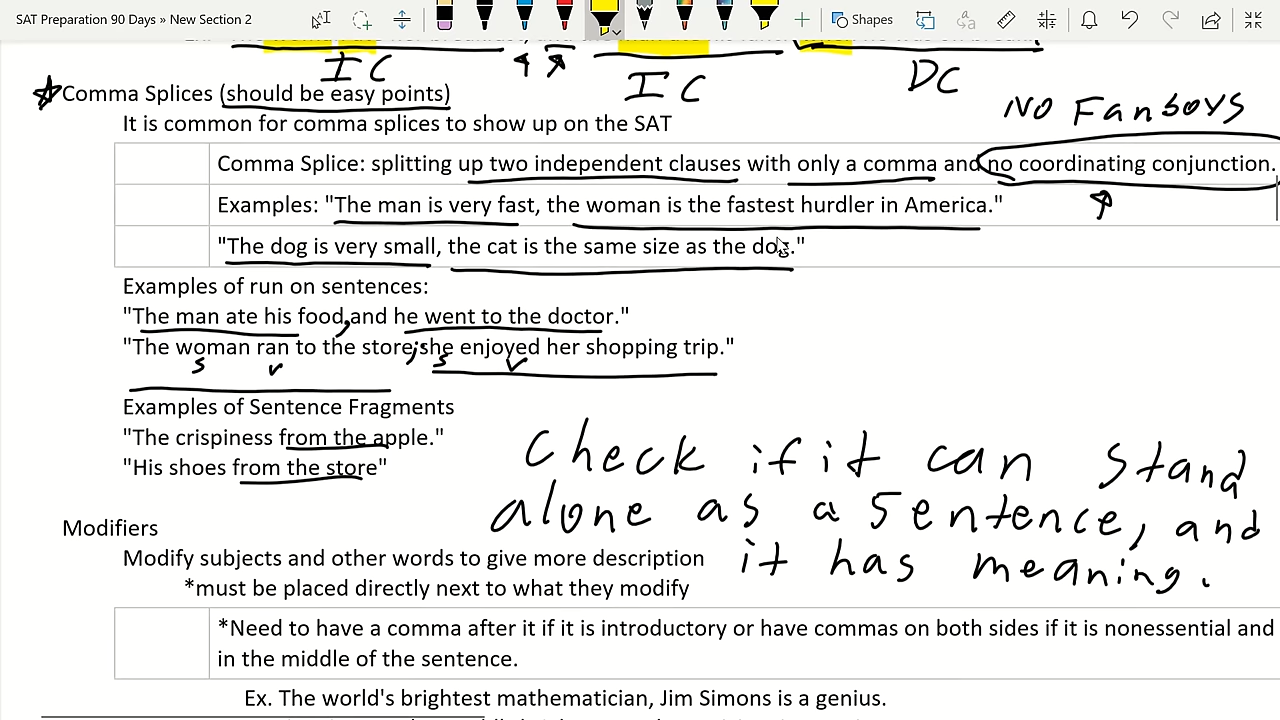 SAT Preparation 90 Days » New Section 2
Shapes
IC
IC
DC
Comma Splices (should be easy points)
NO Fanboys
It is common for comma splices to show up on the SAT
Comma Splice: splitting up two independent clauses with only a comma and no coordinating conjunction.
Examples: "The man is very fast, the woman is the fastest hurdler in America."
"The dog is very small, the cat is the same size as the dog."
Examples of run on sentences:
"The man ate his food,and he went to the doctor."
"The woman ran to the store;she enjoyed her shopping trip."
S v S v
Examples of Sentence Fragments
"The crispiness from the apple."
"His shoes from the store"
Check if it can stand
alone as a sentence, and
it has meaning.
Modifiers
Modify subjects and other words to give more description
*must be placed directly next to what they modify
*Need to have a comma after it if it is introductory or have commas on both sides if it is nonessential and
in the middle of the sentence.
Ex. The world's brightest mathematician, Jim Simons is a genius.